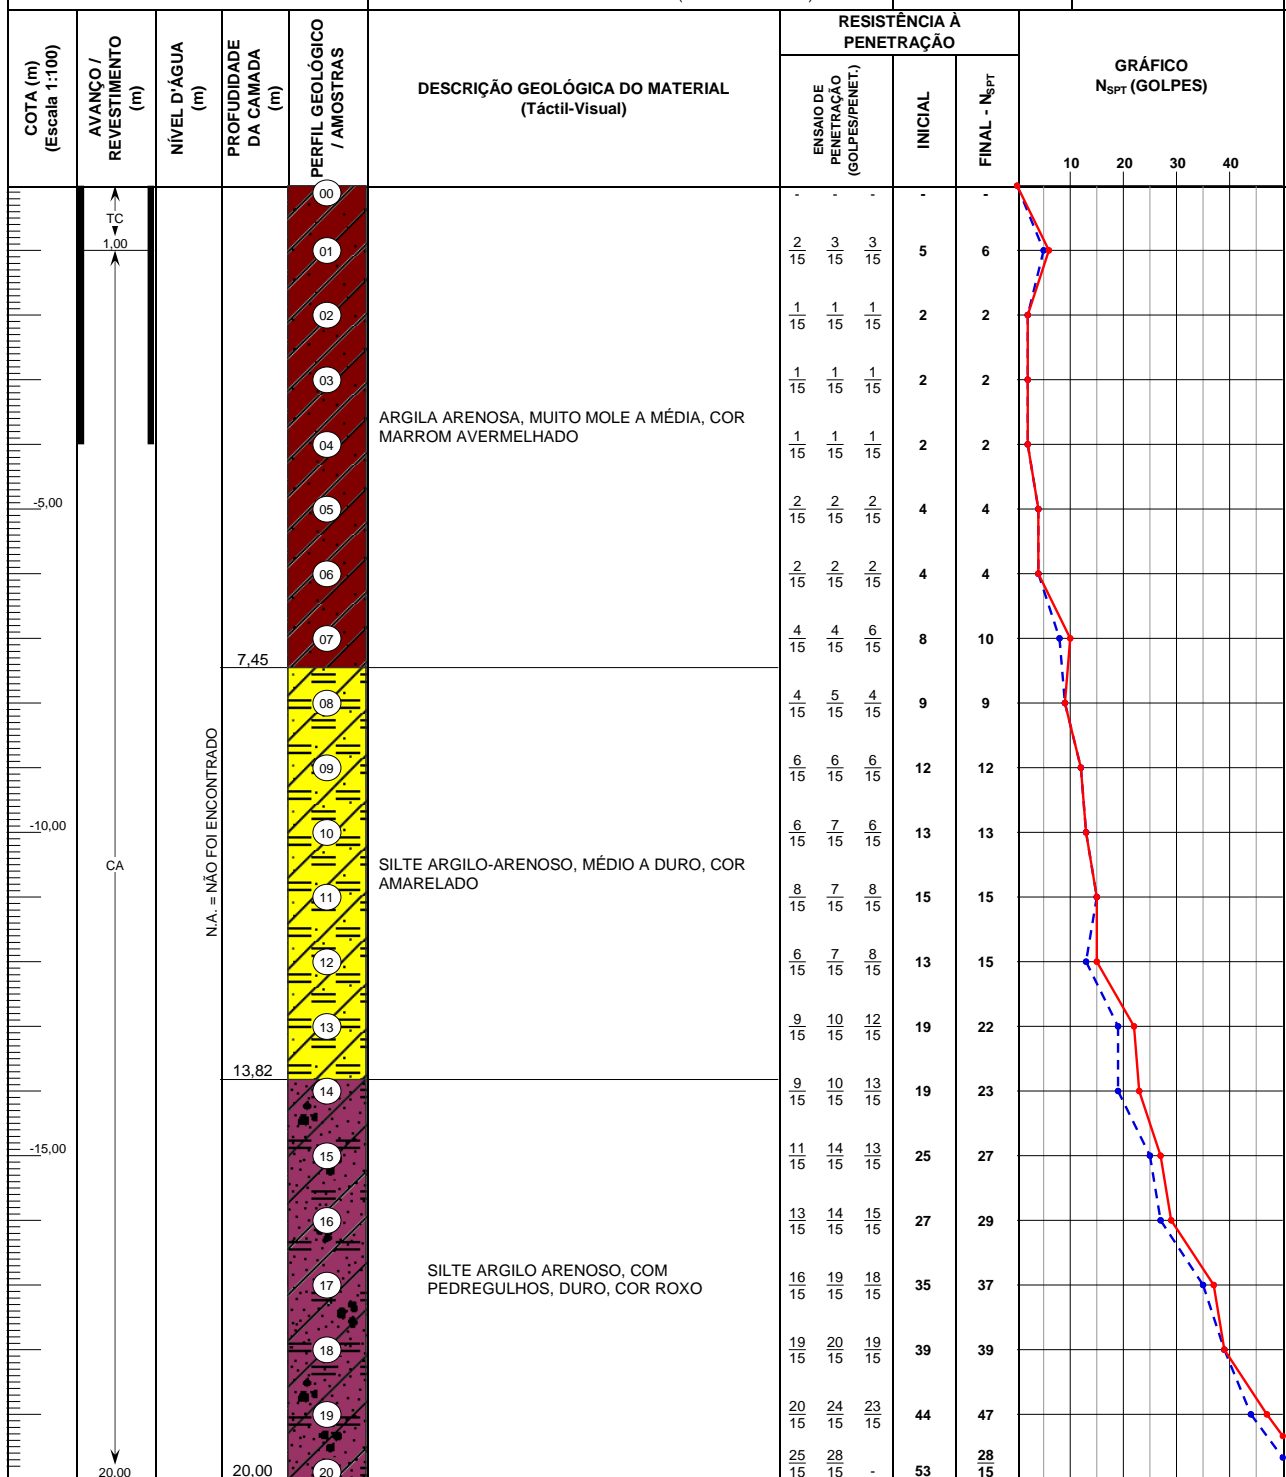 RESISTÊNCIA À
PENETRAÇÃO
COTA (m)
(Escala 1:100)
AVANÇO /
REVESTIMENTO
(m)
NÍVEL D'ÁGUA
(m)
PROFUDIDADE
DA CAMADA
(m)
PERFIL GEOLÓGICO
/ AMOSTRAS
DESCRIÇÃO GEOLÓGICA DO MATERIAL
(Táctil-Visual)
ENSAIO DE
PENETRAÇÃO
(GOLPES/PENET.)
INICIAL
FINAL - NSPT
GRÁFICO
NSPT (GOLPES)
10 20 30 40
00 - - - - -
TC
1,00
01 2/15 3/15 3/15 5 6
02 1/15 1/15 1/15 2 2
03 1/15 1/15 1/15 2 2
ARGILA ARENOSA, MUITO MOLE A MÉDIA, COR
MARROM AVERMELHADO
04 1/15 1/15 1/15 2 2
-5,00 05 2/15 2/15 2/15 4 4
06 2/15 2/15 2/15 4 4
07 4/15 4/15 6/15 8 10
7,45
08 4/15 5/15 4/15 9 9
N.A. = NÃO FOI ENCONTRADO
09 6/15 6/15 6/15 12 12
-10,00 10 6/15 7/15 6/15 13 13
CA
SILTE ARGILO-ARENOSO, MÉDIO A DURO, COR
AMARELADO
11 8/15 7/15 8/15 15 15
12 6/15 7/15 8/15 13 15
13 9/15 10/15 12/15 19 22
13,82
14 9/15 10/15 13/15 19 23
-15,00 15 11/15 14/15 13/15 25 27
16 13/15 14/15 15/15 27 29
SILTE ARGILO ARENOSO, COM
PEDREGULHOS, DURO, COR ROXO
17 16/15 19/15 18/15 35 37
18 19/15 20/15 19/15 39 39
19 20/15 24/15 23/15 44 47
20,00 20,00 20 25/15 28/15 - 53 28/15